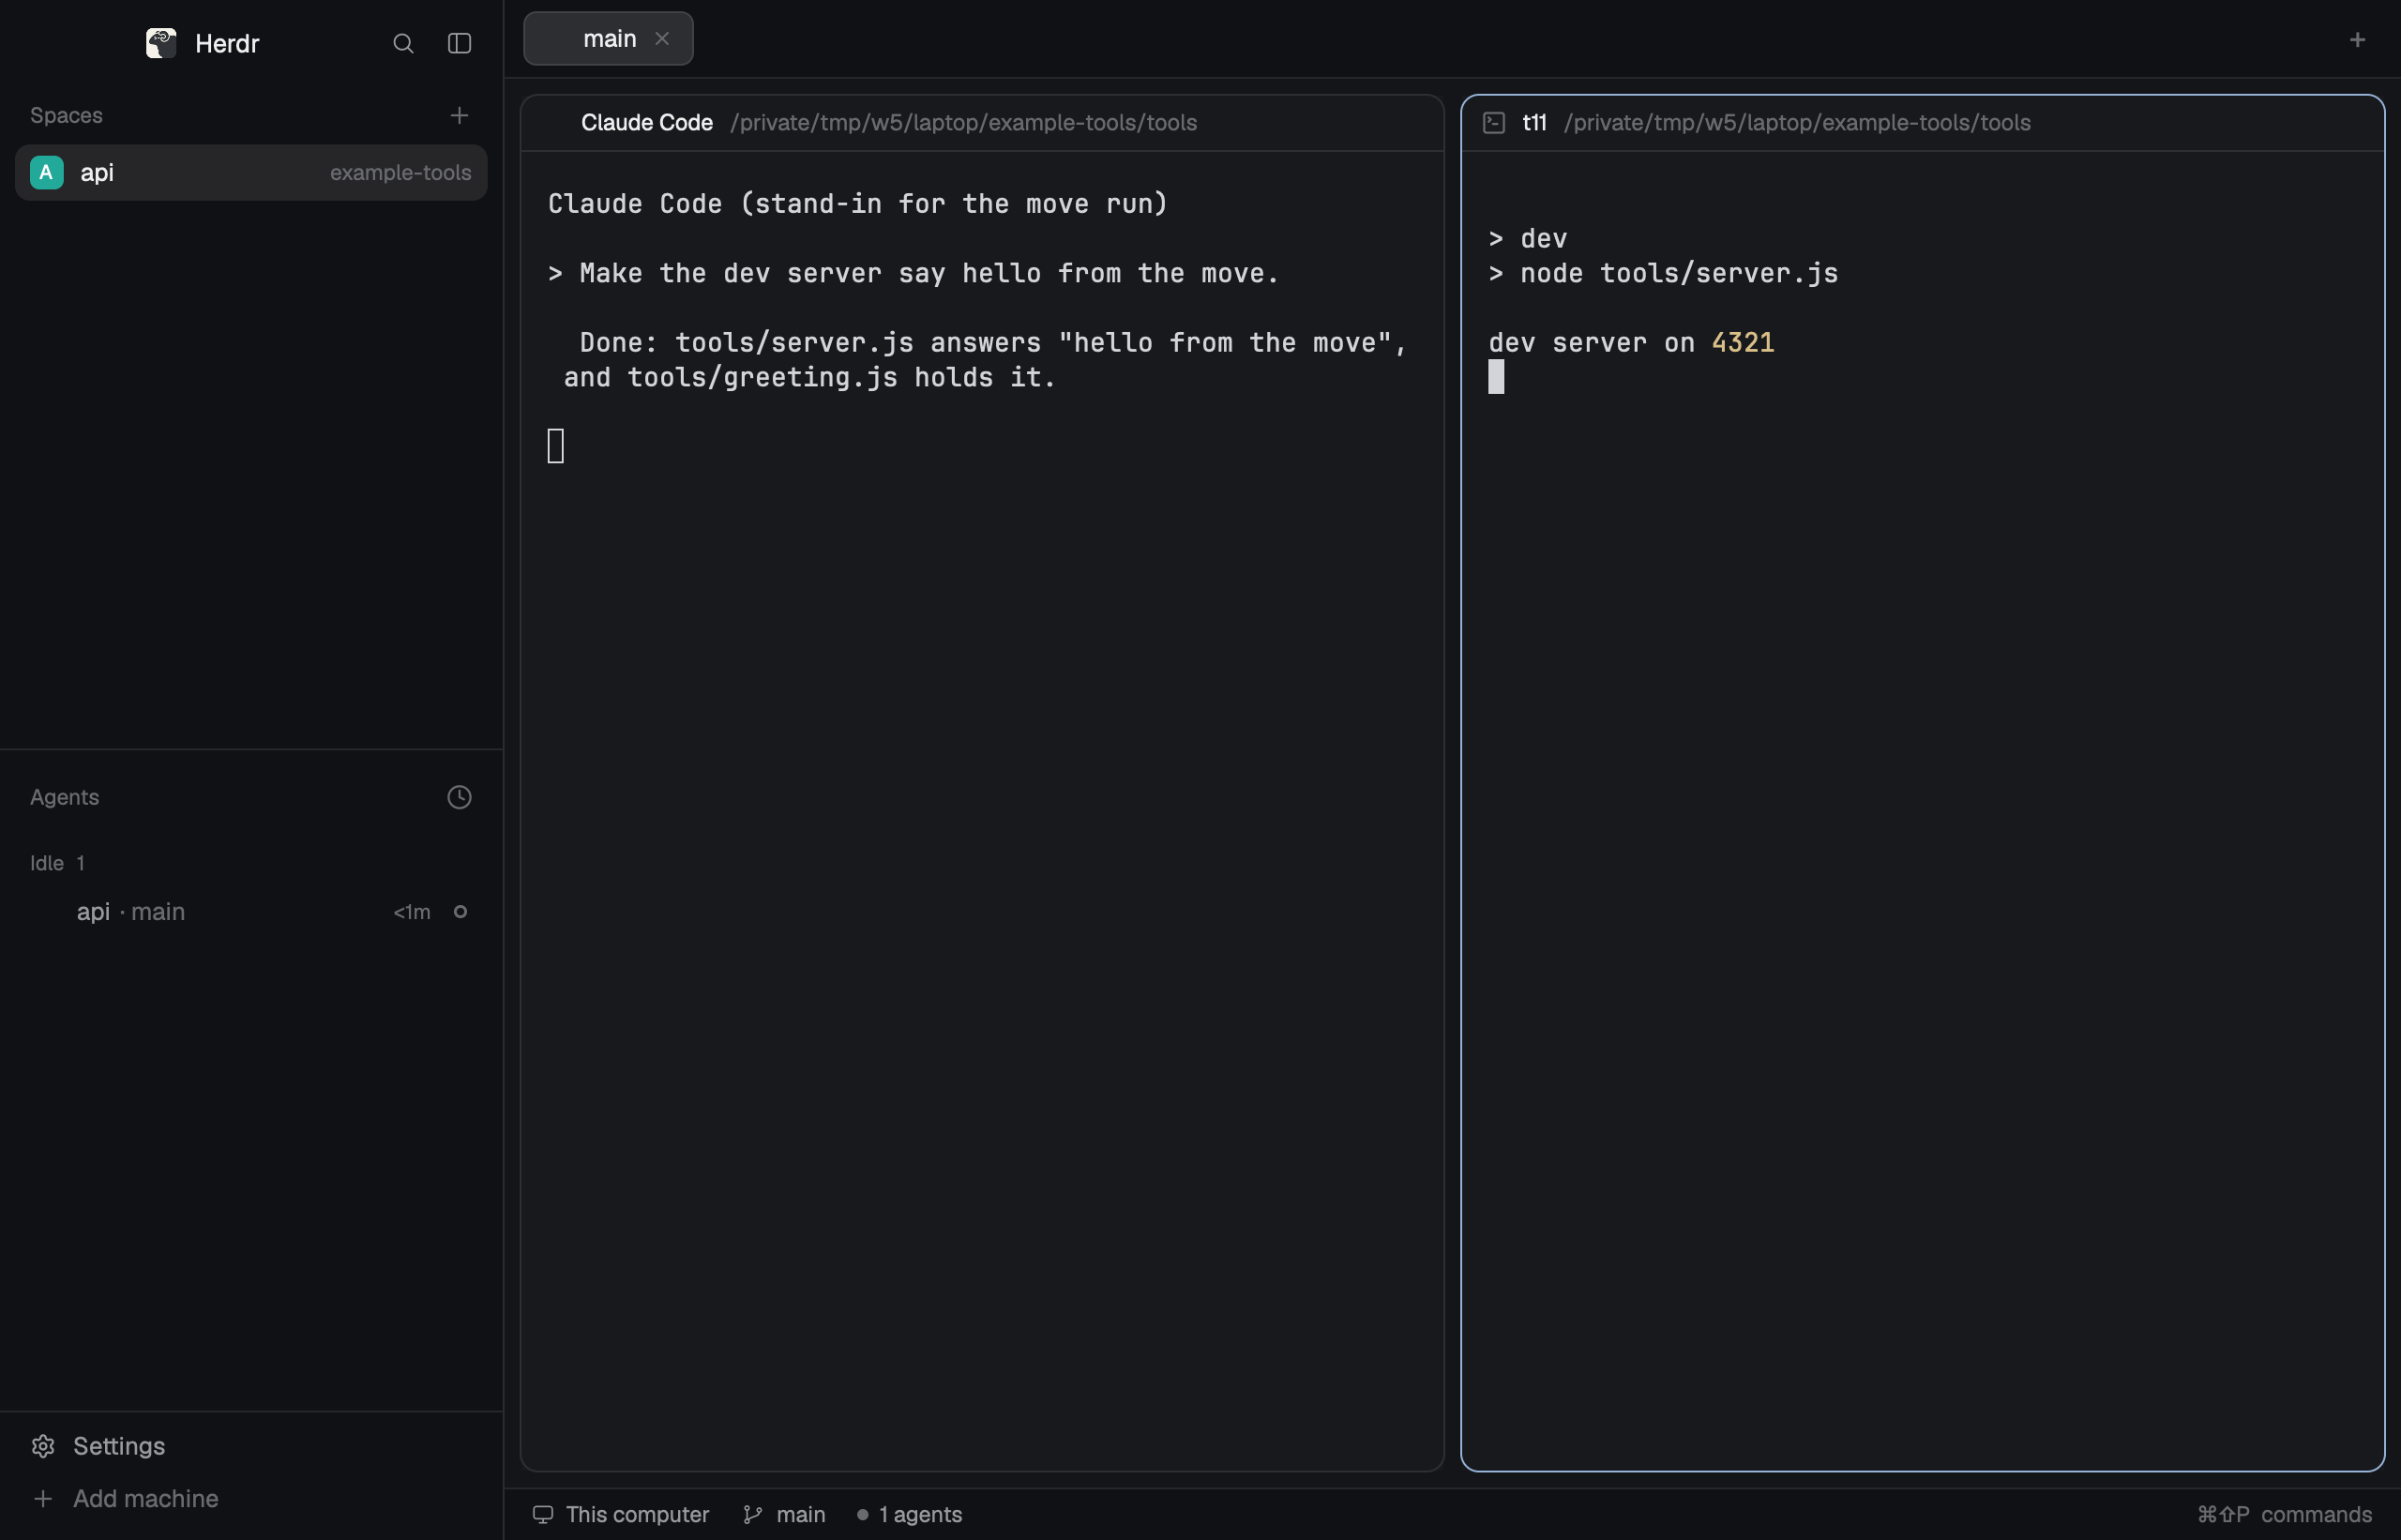 Herdr
Spaces
A api example-tools
Agents
Idle 1
api · main <1m
Settings
Add machine
main
Claude Code /private/tmp/w5/laptop/example-tools/tools
Claude Code (stand-in for the move run)
> Make the dev server say hello from the move.
Done: tools/server.js answers "hello from the move",
and tools/greeting.js holds it.
t11 /private/tmp/w5/laptop/example-tools/tools
> dev
> node tools/server.js
dev server on 4321
This computer main 1 agents
⌘⇧P commands